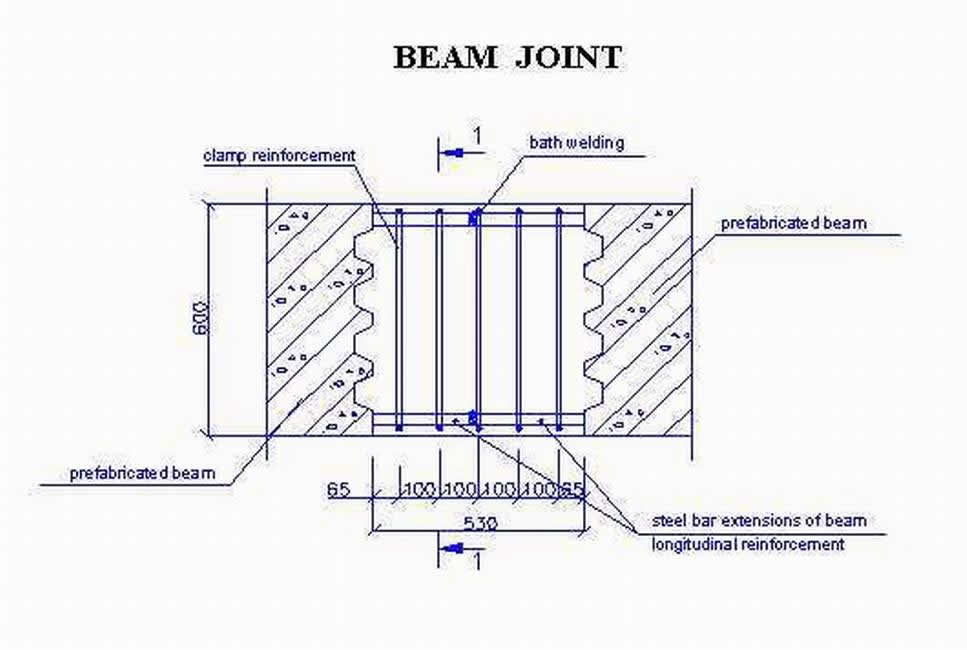 BEAM JOINT
1
bath welding
clamp reinforcement
prefabricated beam
600
prefabricated beam
65 100 100 100 100 65
530
steel bar extensions of beam
longitudinal reinforcement
1